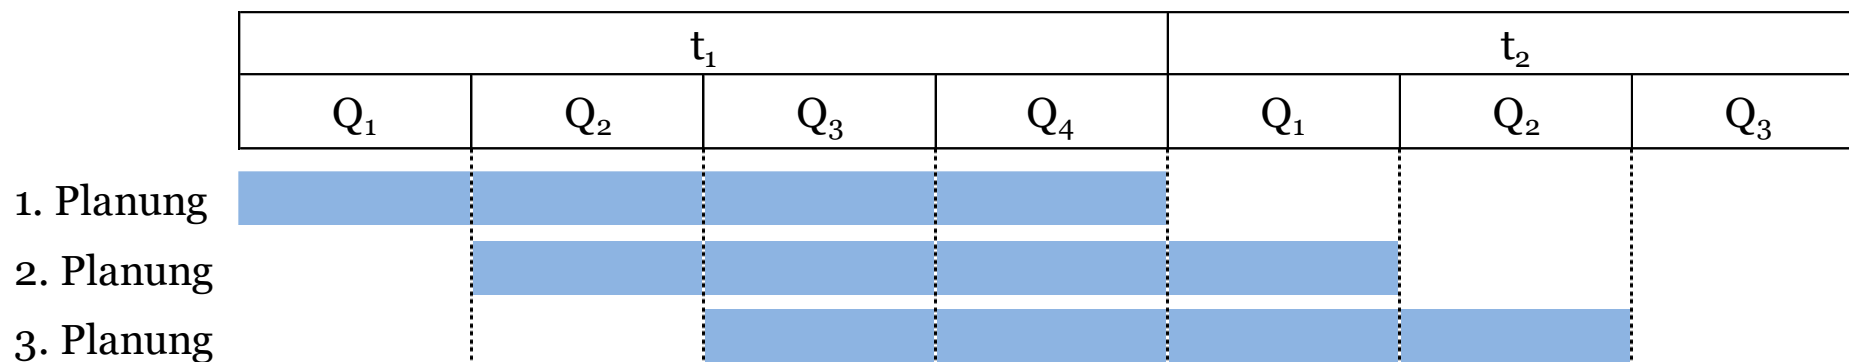 t₁ t₂
Q₁ Q₂ Q₃ Q₄ Q₁ Q₂ Q₃
1. Planung
2. Planung
3. Planung